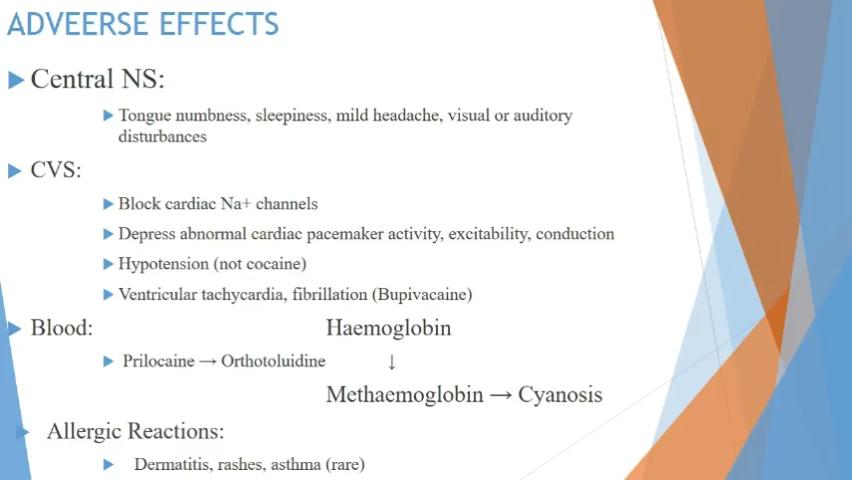 ADVEERSE EFFECTS
Central NS:
Tongue numbness, sleepiness, mild headache, visual or auditory
disturbances
CVS:
Block cardiac Na+ channels
Depress abnormal cardiac pacemaker activity, excitability, conduction
Hypotension (not cocaine)
Ventricular tachycardia, fibrillation (Bupivacaine)
Blood: Haemoglobin
Prilocaine → Orthotoluidine ↓
Methaemoglobin → Cyanosis
Allergic Reactions:
Dermatitis, rashes, asthma (rare)